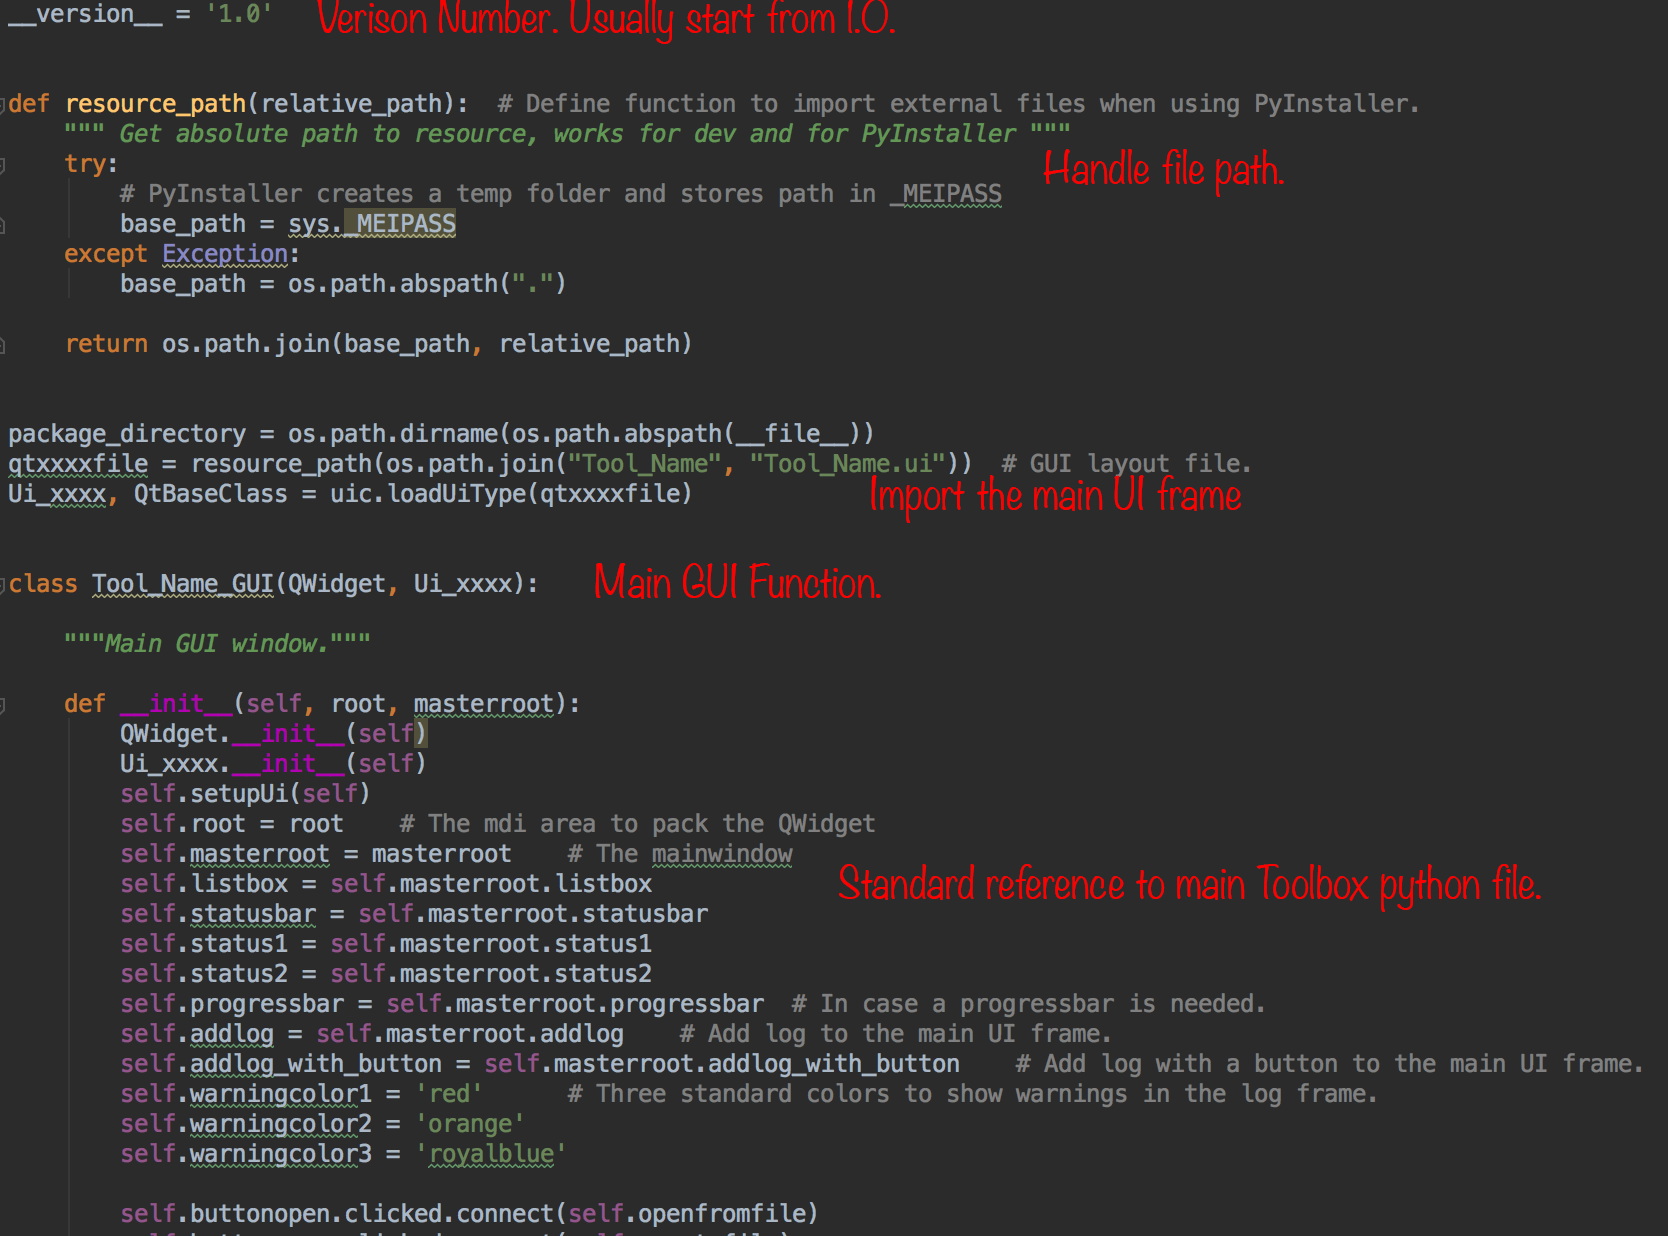 __version__ = '1.0' Verison Number. Usually start from 1.0.
def resource_path(relative_path):  # Define function to import external files when using PyInstaller.
    """ Get absolute path to resource, works for dev and for PyInstaller """
    try:
Handle file path.
        # PyInstaller creates a temp folder and stores path in _MEIPASS
        base_path = sys._MEIPASS
    except Exception:
        base_path = os.path.abspath(".")
    return os.path.join(base_path, relative_path)
package_directory = os.path.dirname(os.path.abspath(__file__))
qtxxxxfile = resource_path(os.path.join("Tool_Name", "Tool_Name.ui"))  # GUI layout file.
Ui_xxxx, QtBaseClass = uic.loadUiType(qtxxxxfile) Import the main UI frame
class Tool_Name_GUI(QWidget, Ui_xxxx): Main GUI Function.
    """Main GUI window."""
    def __init__(self, root, masterroot):
        QWidget.__init__(self)
        Ui_xxxx.__init__(self)
        self.setupUi(self)
        self.root = root    # The mdi area to pack the QWidget
        self.masterroot = masterroot    # The mainwindow
        self.listbox = self.masterroot.listbox Standard reference to main Toolbox python file.
        self.statusbar = self.masterroot.statusbar
        self.status1 = self.masterroot.status1
        self.status2 = self.masterroot.status2
        self.progressbar = self.masterroot.progressbar  # In case a progressbar is needed.
        self.addlog = self.masterroot.addlog    # Add log to the main UI frame.
        self.addlog_with_button = self.masterroot.addlog_with_button    # Add log with a button to the main UI frame.
        self.warningcolor1 = 'red'      # Three standard colors to show warnings in the log frame.
        self.warningcolor2 = 'orange'
        self.warningcolor3 = 'royalblue'
        self.buttonopen.clicked.connect(self.openfromfile)